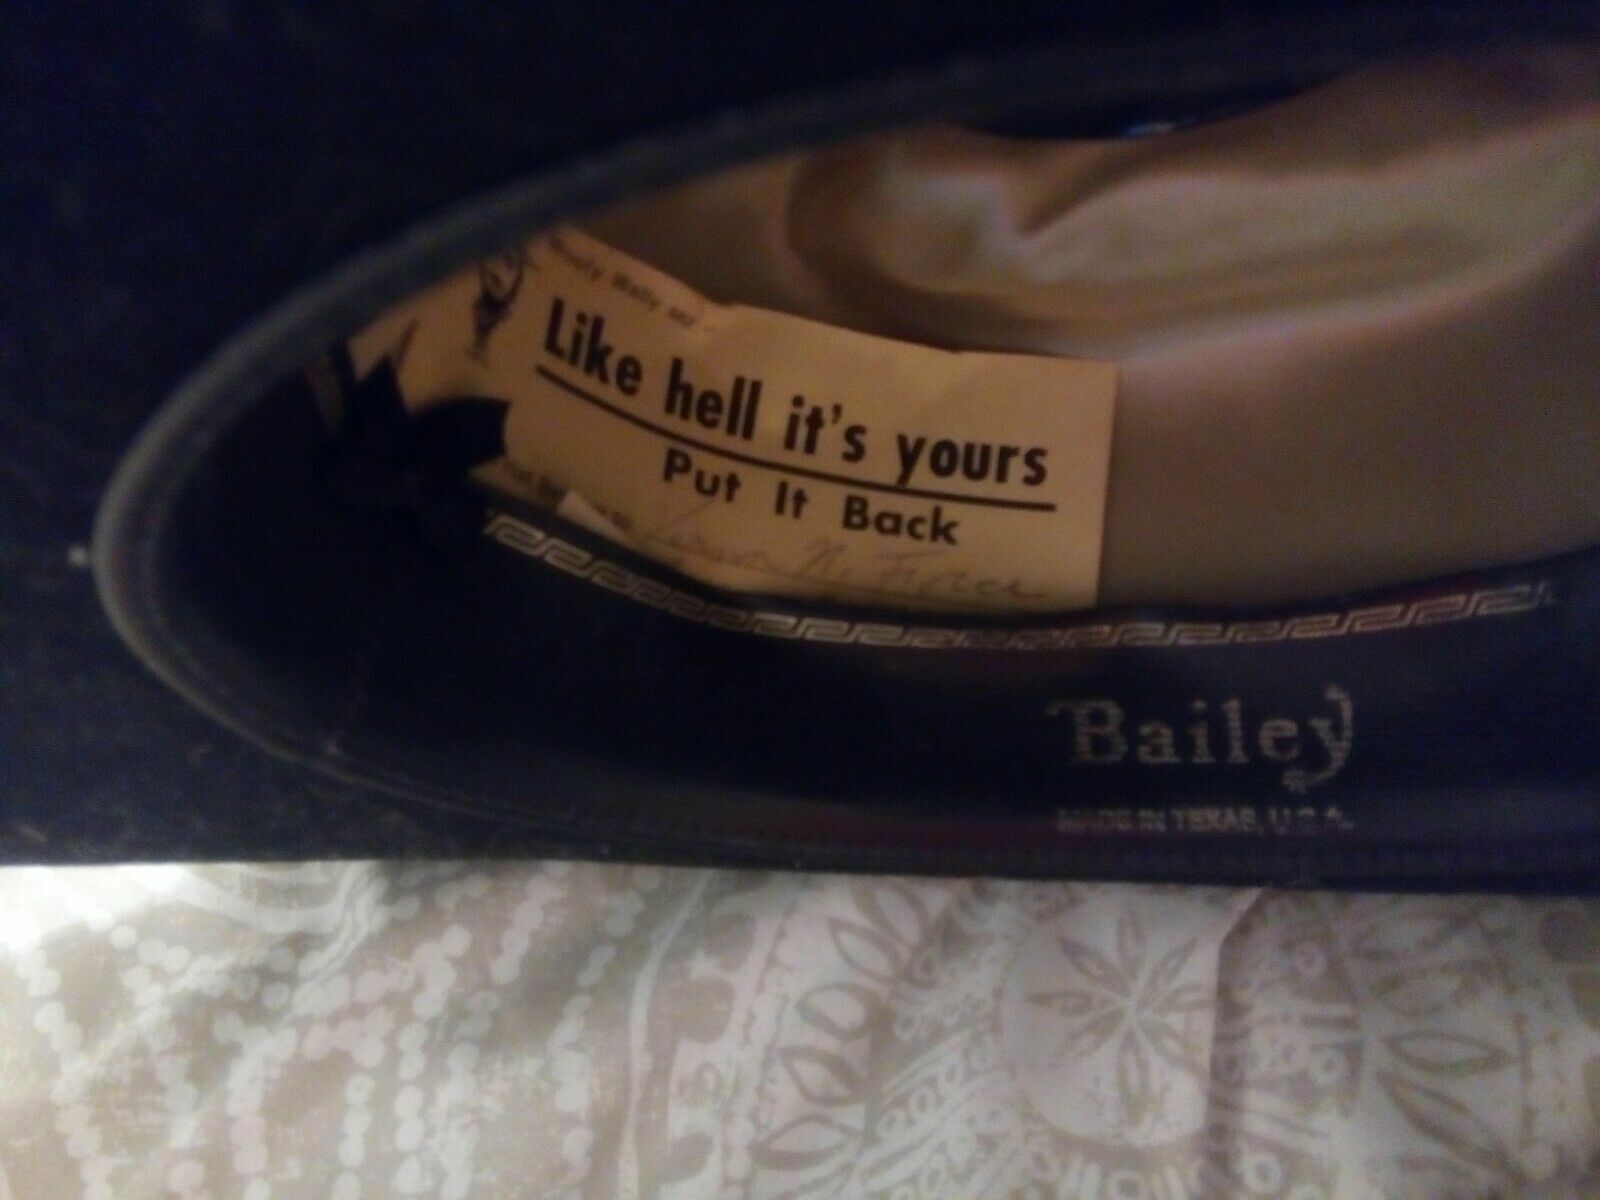 Like hell it's yours
Put It Back
Bailey
MADE IN TEXAS, U.S.A.